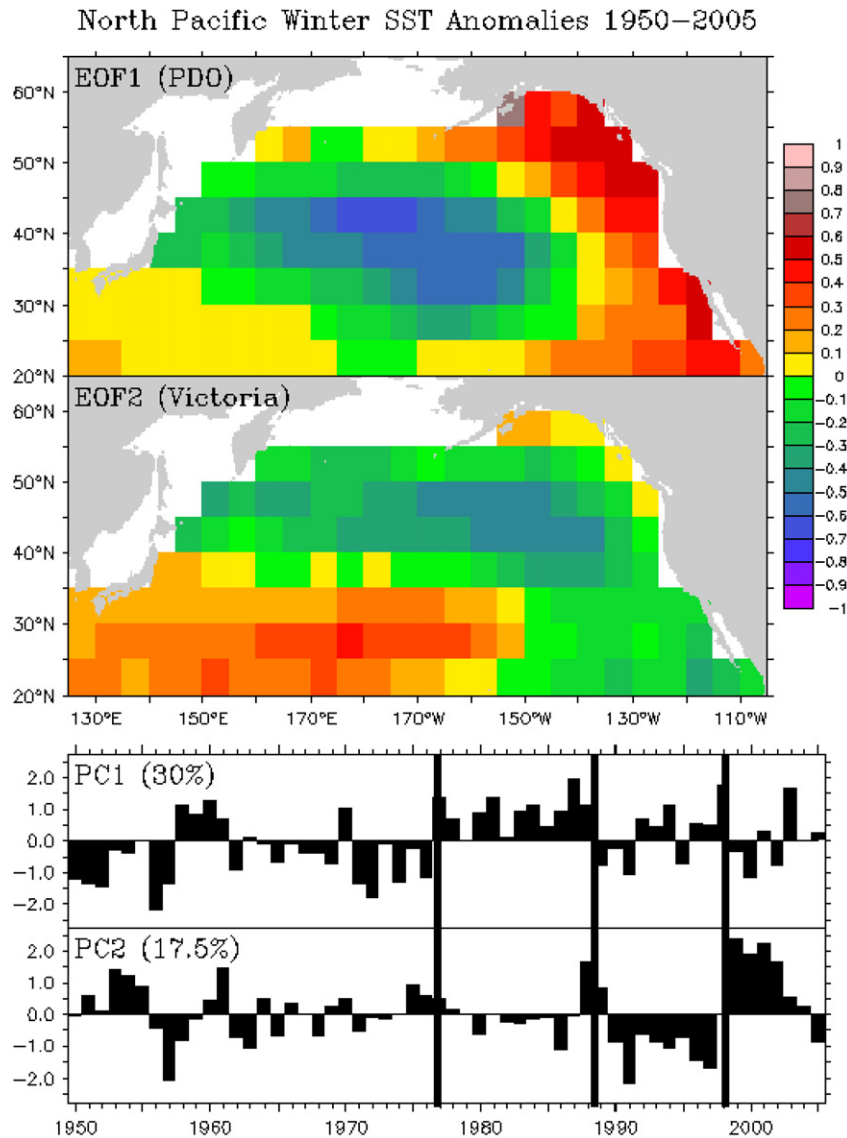 North Pacific Winter SST Anomalies 1950-2005
EOF1 (PDO)
60°N
50°N
40°N
30°N
20°N
EOF2 (Victoria)
60°N
50°N
40°N
30°N
20°N
130°E 150°E 170°E 170°W 150°W 130°W 110°W
1
0.9
0.8
0.7
0.6
0.5
0.4
0.3
0.2
0.1
0
-0.1
-0.2
-0.3
-0.4
-0.5
-0.6
-0.7
-0.8
-0.9
-1
PC1 (30%)
2.0
1.0
0.0
-1.0
-2.0
PC2 (17.5%)
2.0
1.0
0.0
-1.0
-2.0
1950 1960 1970 1980 1990 2000